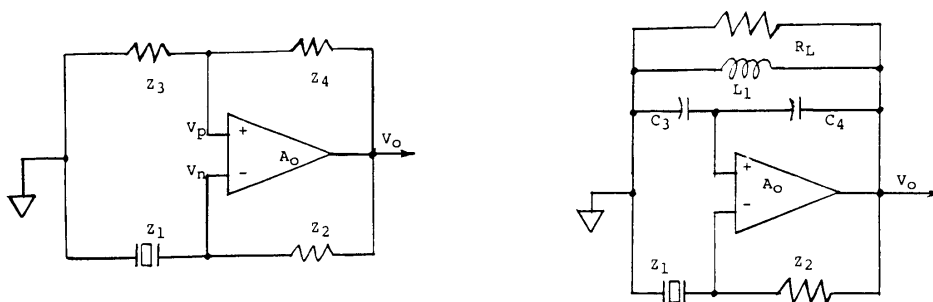 Z3
Z4
Vp
+
Ao
Vo
Vn
-
Z1
Z2
RL
L1
C3
C4
+
Ao
-
Vo
Z1
Z2